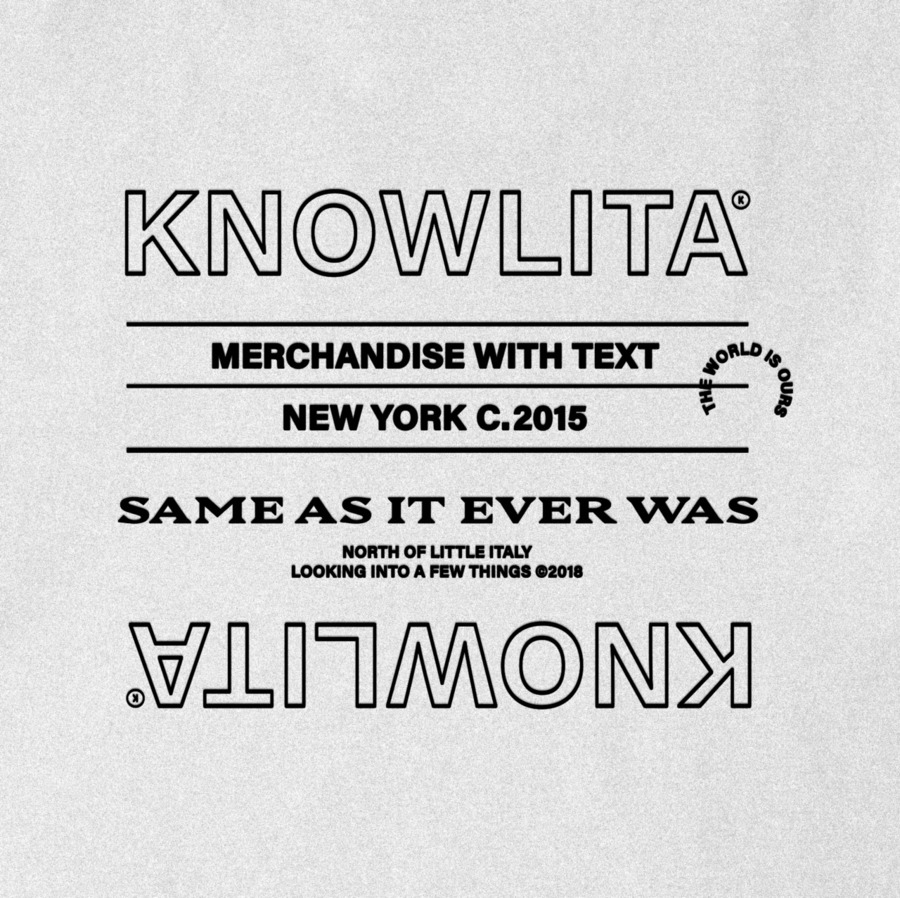 KNOWLITA
K
MERCHANDISE WITH TEXT
THE WORLD IS OURS
NEW YORK C.2015
SAME AS IT EVER WAS
NORTH OF LITTLE ITALY
LOOKING INTO A FEW THINGS ©2018
KNOWLITA
K